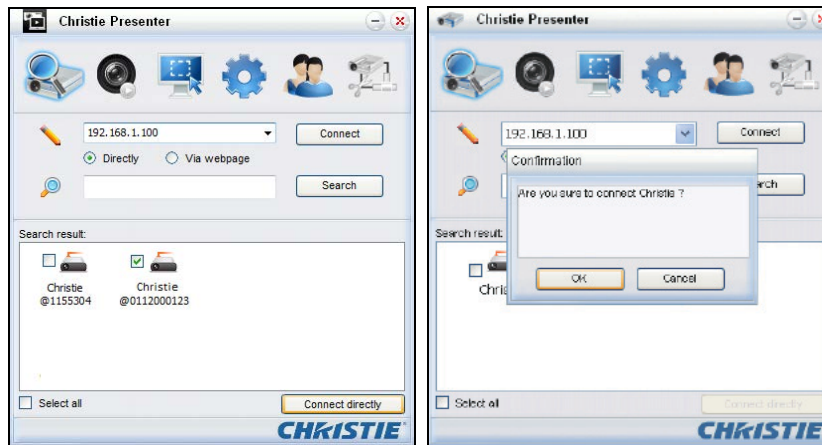 Christie Presenter
192.168.1.100
Connect
Directly
Via webpage
Search
Search result:
Christie
@1155304
Christie
@0112000123
Select all
Connect directly
CHRISTIE
Christie Presenter
192.168.1.100
Connect
Confirmation
Are you sure to connect Christie ?
OK
Cancel
Search result
Select all
Connect directly
CHRISTIE